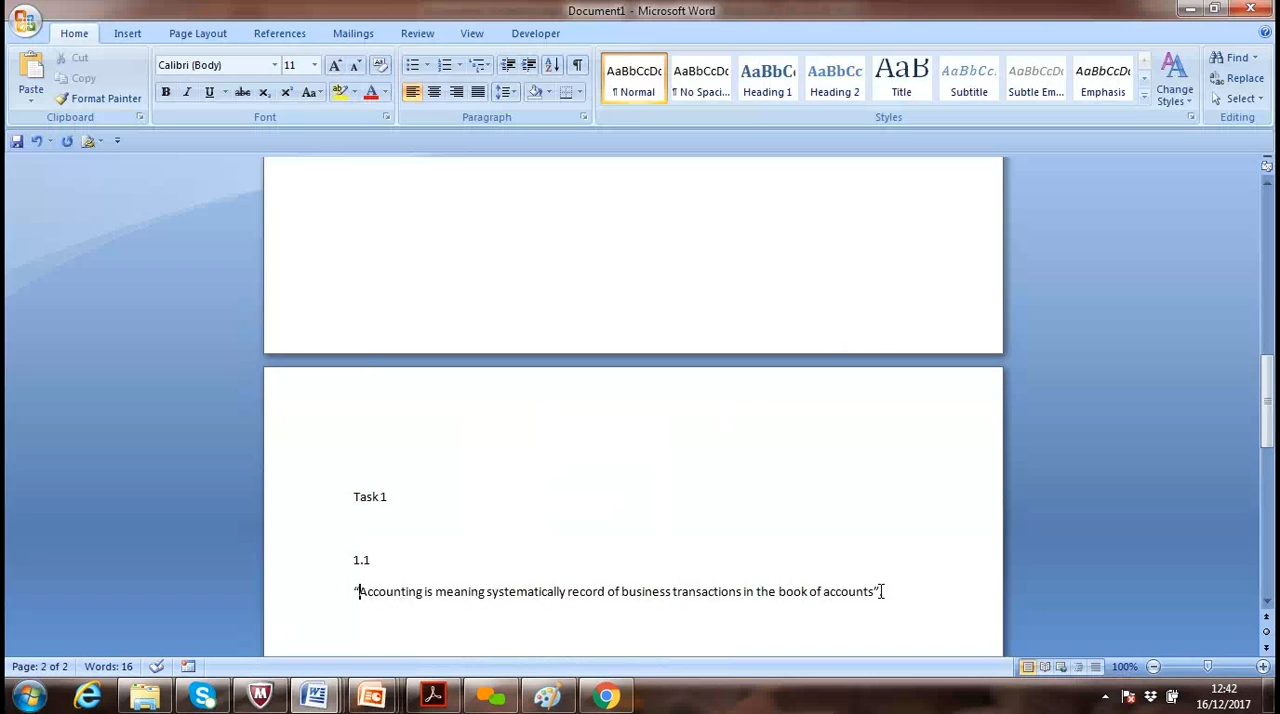 Document1 - Microsoft Word
Home Insert Page Layout References Mailings Review View Developer
Paste
Cut
Copy
Format Painter
Clipboard
Calibri (Body) 11
B I U abc X₂ X² Aa
Font
Paragraph
AaBbCcDc AaBbCcDc AaBbC AaBbCc AaB AaBbCc. AaBbCcDc AaBbCcDc
¶ Normal ¶ No Spaci... Heading 1 Heading 2 Title Subtitle Subtle Em... Emphasis
Change Styles
Styles
Find
Replace
Select
Editing
Task 1
1.1
“Accounting is meaning systematically record of business transactions in the book of accounts”
Page: 2 of 2 Words: 16 100%
12:42
16/12/2017